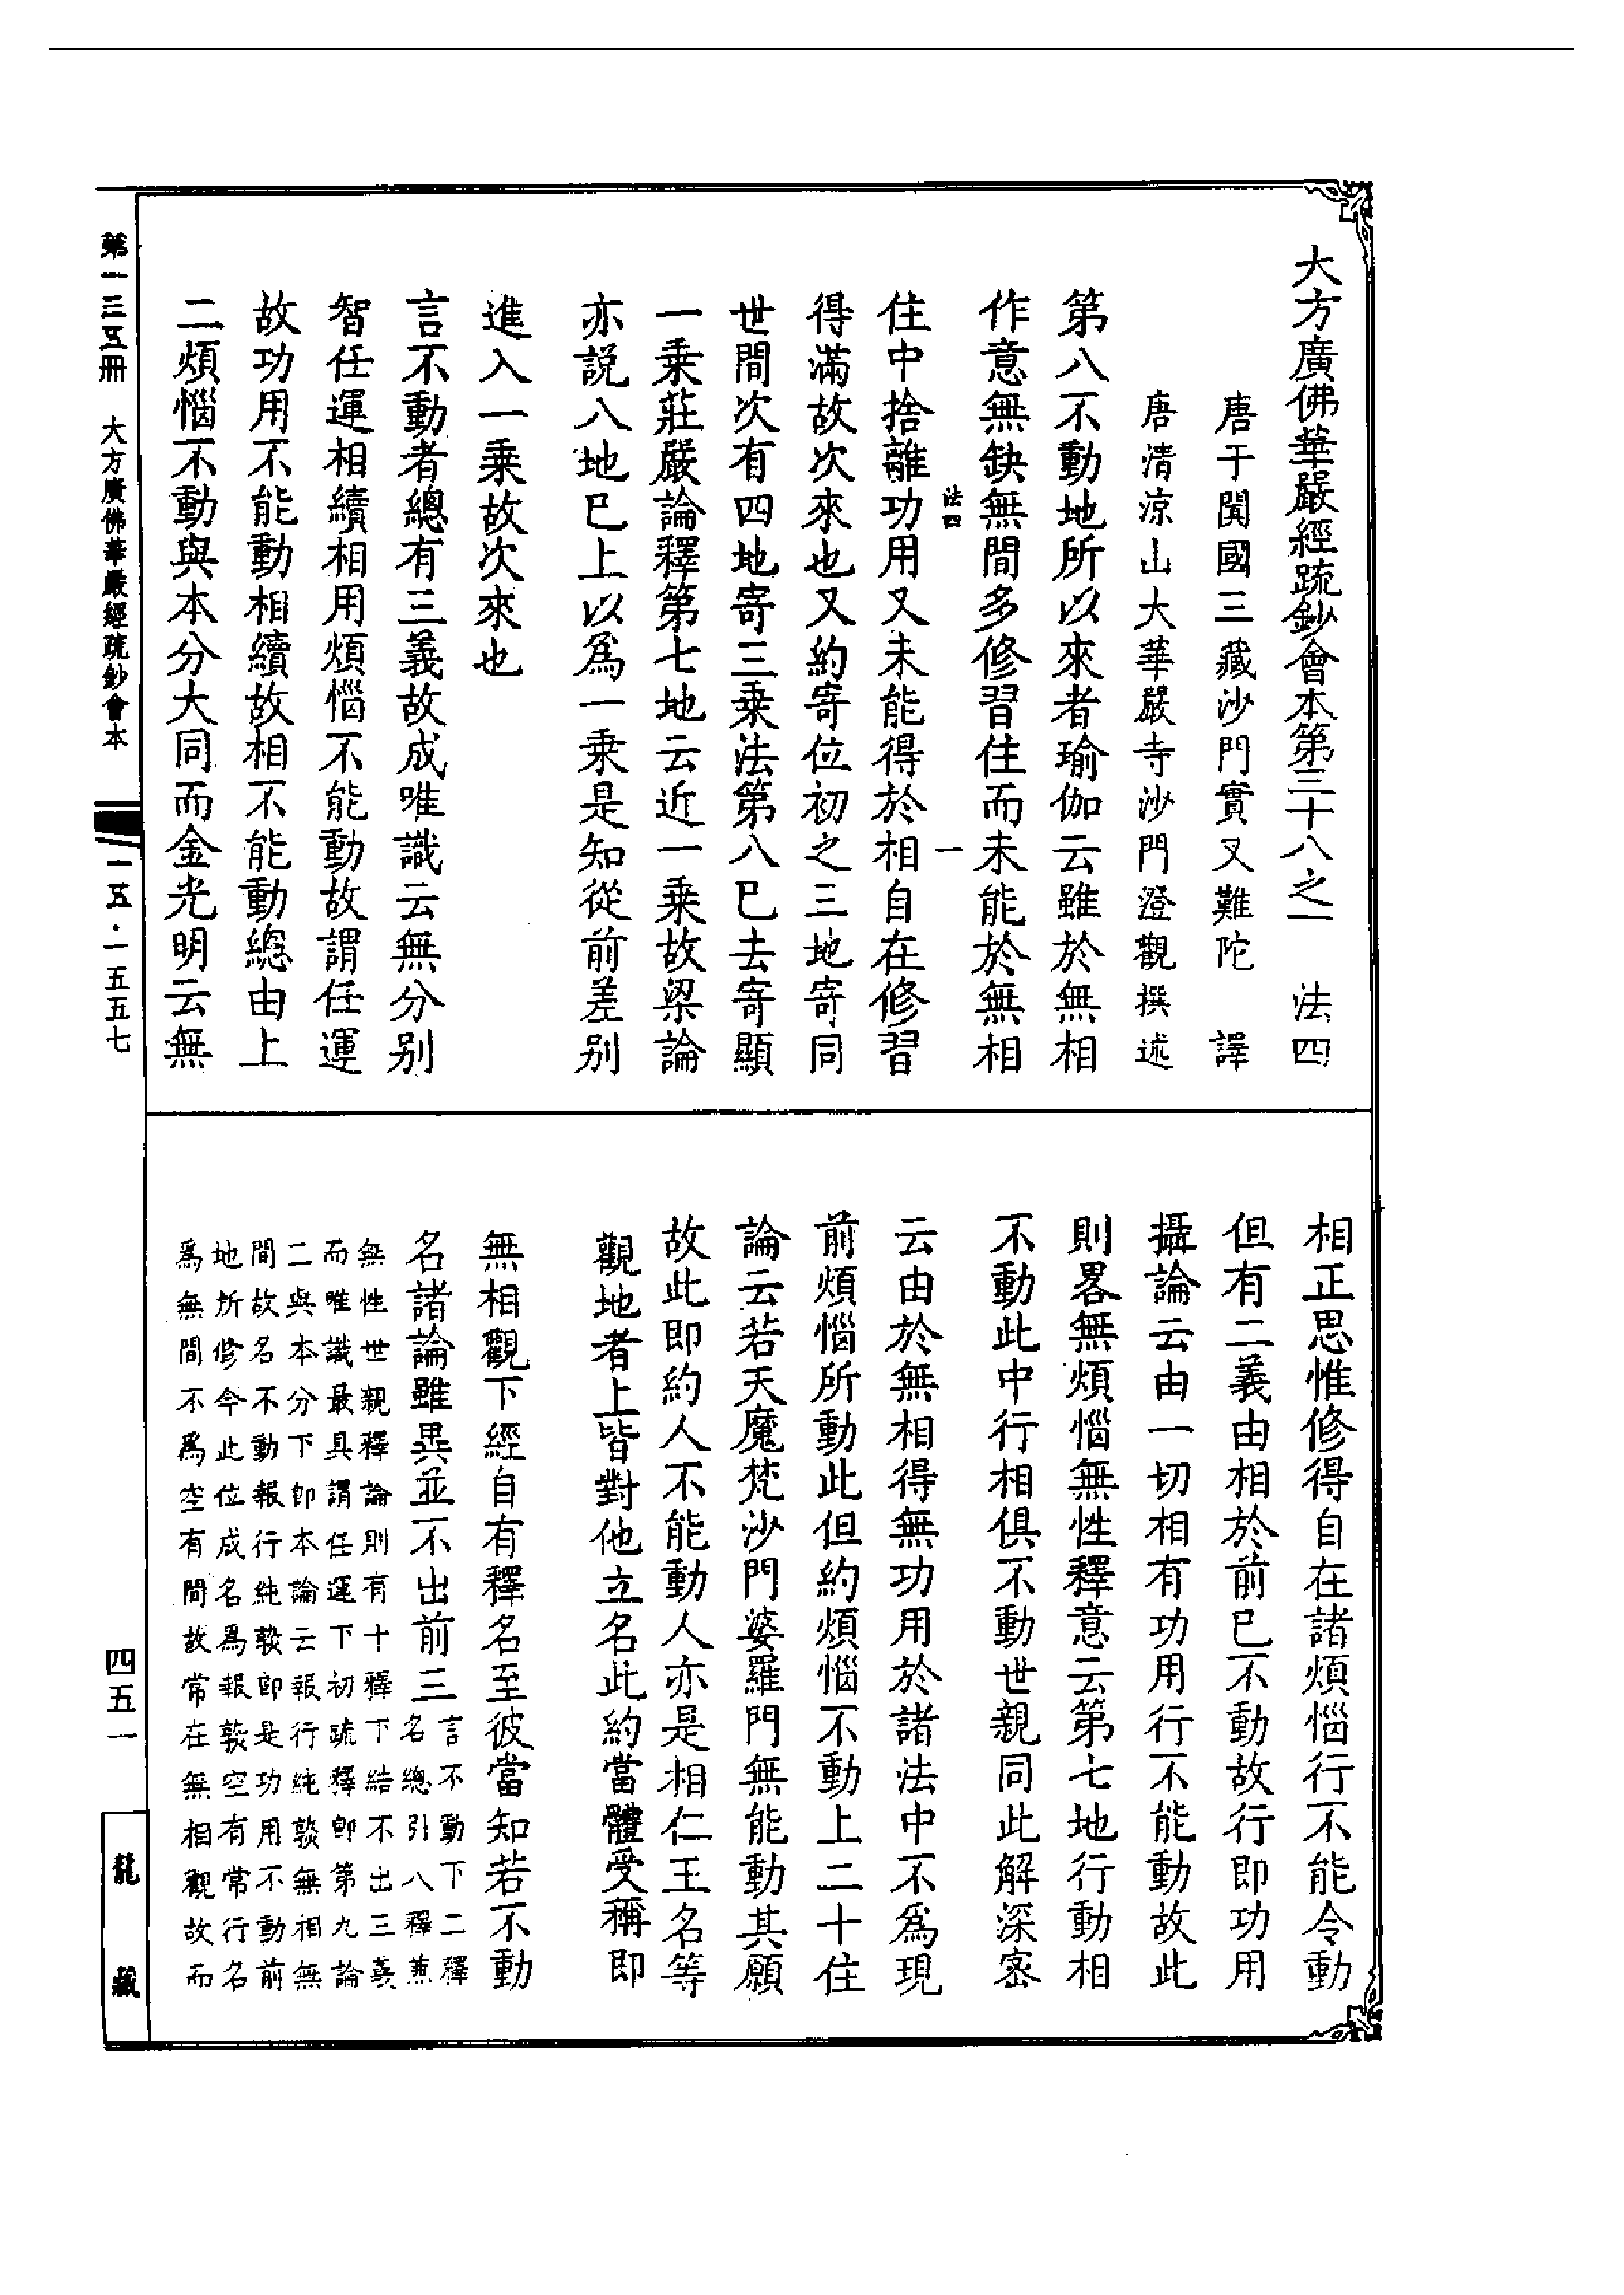 大方廣佛華嚴經疏鈔會本第三十八之一　法四
唐于闐國三藏沙門實叉難陀　譯
唐清涼山大華嚴寺沙門澄觀撰述
第八不動地所以來者瑜伽云雖於無相
作意無缺無間多修習住而未能於無相
法四　一
住中捨離功用又未能得於相自在修習
得滿故次來也又約寄位初之三地寄同
世間次有四地寄三乗法第八已去寄顯
一乗莊嚴論釋第七地云近一乗故梁論
亦説八地已上以爲一乗是知從前差別
進入一乗故次來也
言不動者總有三義故成唯識云無分別
智任運相續相用煩惱不能動故謂任運
故功用不能動相續故相不能動總由上
二煩惱不動與本分大同而金光明云無
相正思惟修得自在諸煩惱行不能令動
但有二義由相於前已不動故行即功用
攝論云由一切相有功用行不能動故此
則畧無煩惱無性釋意云第七地行動相
不動此中行相俱不動世親同此解深密
云由於無相得無功用於諸法中不爲現
前煩惱所動此但約煩惱不動上二十住
論云若天魔梵沙門婆羅門無能動其願
故此即約人不能動人亦是相仁王名等
觀地者上皆對他立名此約當體受稱即
無相觀下經自有釋名至彼當知若不動
名諸論雖異並不出前三
言不動下二釋
名總引八釋兼
無性世親釋論則有十釋下結不出三義
而唯識最具謂任運下初疏釋即第九論
二與本分下即本論云報行純熟無相無
間故名不動報行純熟即是功用不動前
地所修今此位成名爲報熟空有常行名
爲無間不爲空有間故常在無相觀故而
第一三五冊　大方廣佛華嚴經疏鈔會本
一五·一五五七
四五一
龍藏